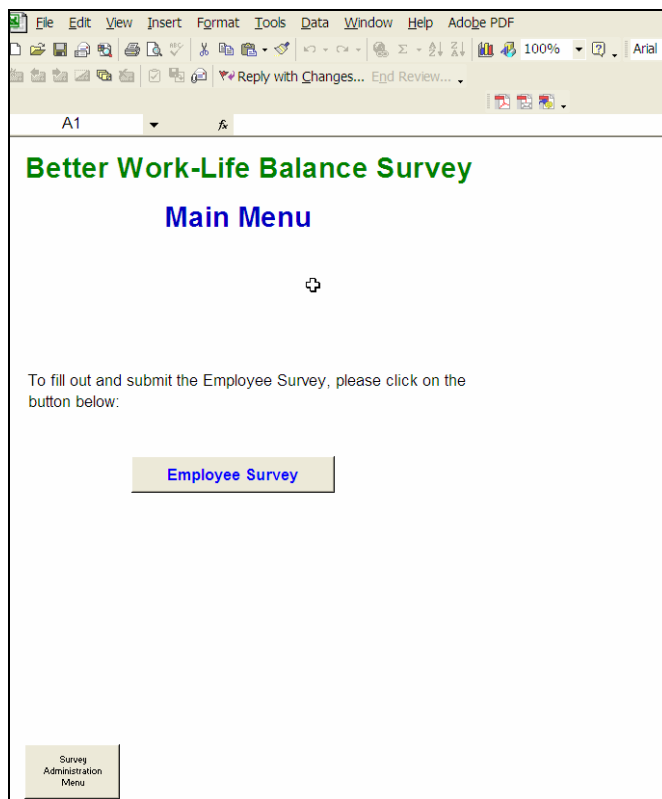 File Edit View Insert Format Tools Data Window Help Adobe PDF
Σ 100% Arial
Reply with Changes... End Review...
A1 fx
Better Work-Life Balance Survey
Main Menu
To fill out and submit the Employee Survey, please click on the
button below:
Employee Survey
Survey
Administration
Menu